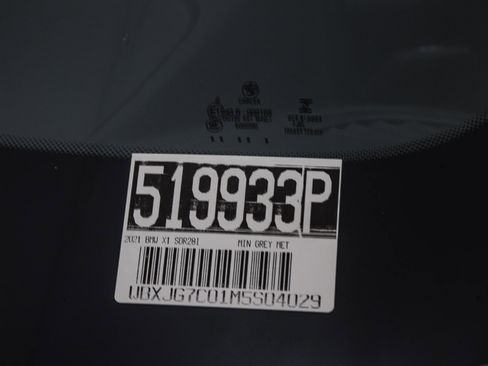 519933P
2021 BMW X1 SDR28I MIN GREY MET
WBXJG7C01M5S04029